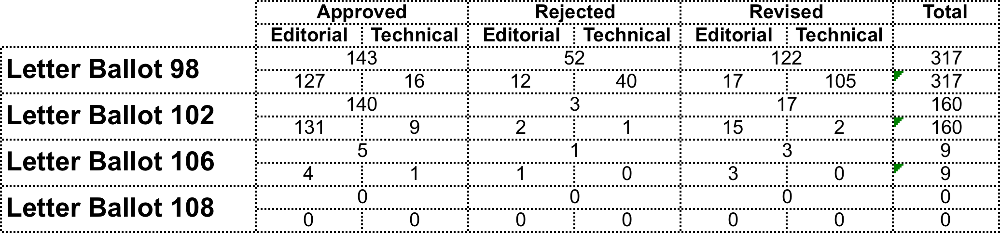 Approved Rejected Revised Total
Editorial Technical Editorial Technical Editorial Technical
Letter Ballot 98
143 52 122 317
127 16 12 40 17 105 317
Letter Ballot 102
140 3 17 160
131 9 2 1 15 2 160
Letter Ballot 106
5 1 3 9
4 1 1 0 3 0 9
Letter Ballot 108
0 0 0 0
0 0 0 0 0 0 0